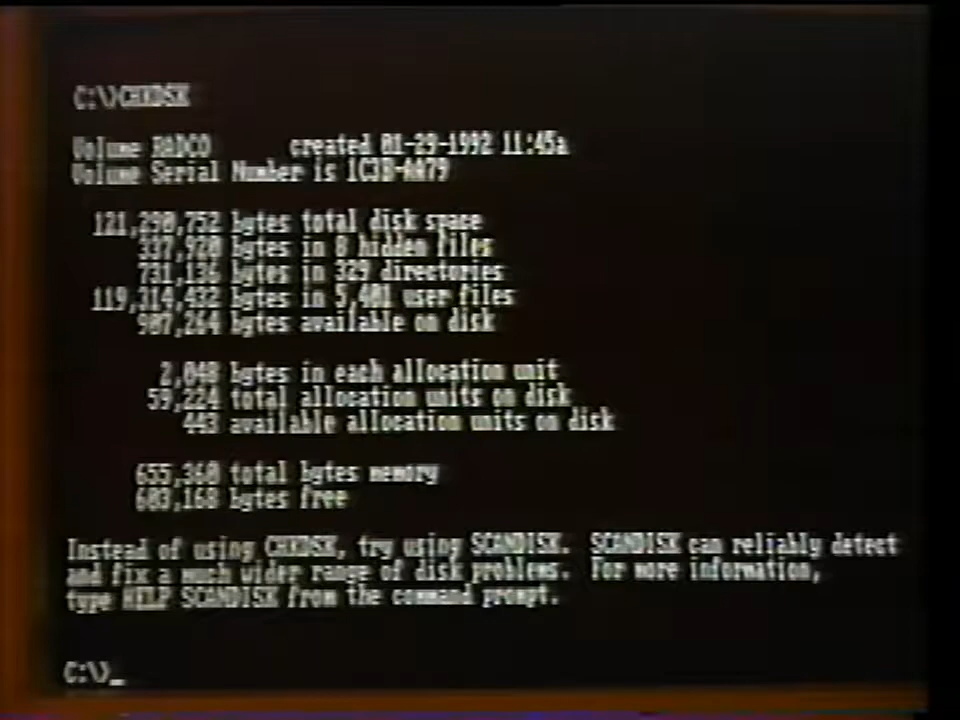 C:\>CHKDSK
Volume RADCO created 01-29-1992 11:45a
Volume Serial Number is 1C3B-AA79
121,290,752 bytes total disk space
337,920 bytes in 8 hidden files
731,136 bytes in 329 directories
119,314,432 bytes in 5,401 user files
907,264 bytes available on disk
2,048 bytes in each allocation unit
59,224 total allocation units on disk
443 available allocation units on disk
655,360 total bytes memory
603,168 bytes free
Instead of using CHKDSK, try using SCANDISK. SCANDISK can reliably detect
and fix a much wider range of disk problems. For more information,
type HELP SCANDISK from the command prompt.
C:\>_